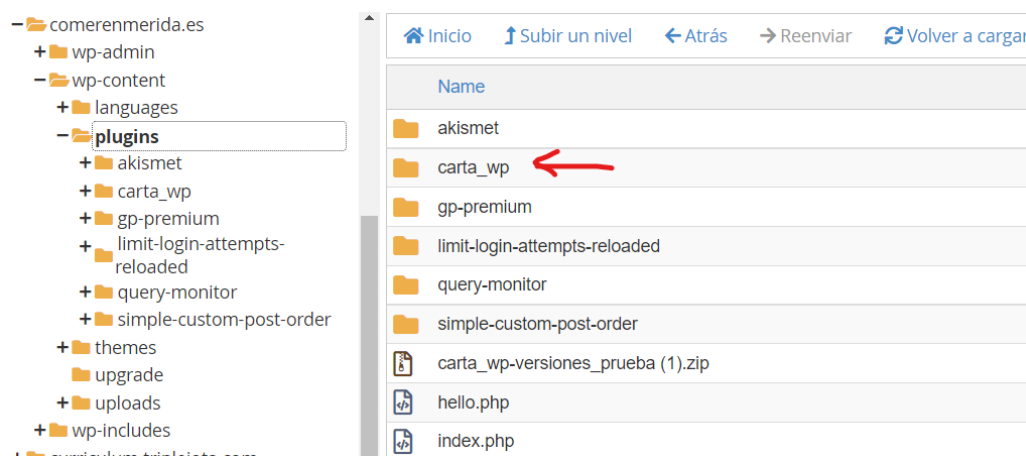 comerenmerida.es
wp-admin
wp-content
languages
plugins
akismet
carta_wp
gp-premium
limit-login-attempts-
reloaded
query-monitor
simple-custom-post-order
themes
upgrade
uploads
wp-includes
Inicio Subir un nivel Atrás Reenviar Volver a cargar
Name
akismet
carta_wp
gp-premium
limit-login-attempts-reloaded
query-monitor
simple-custom-post-order
carta_wp-versiones_prueba (1).zip
hello.php
index.php